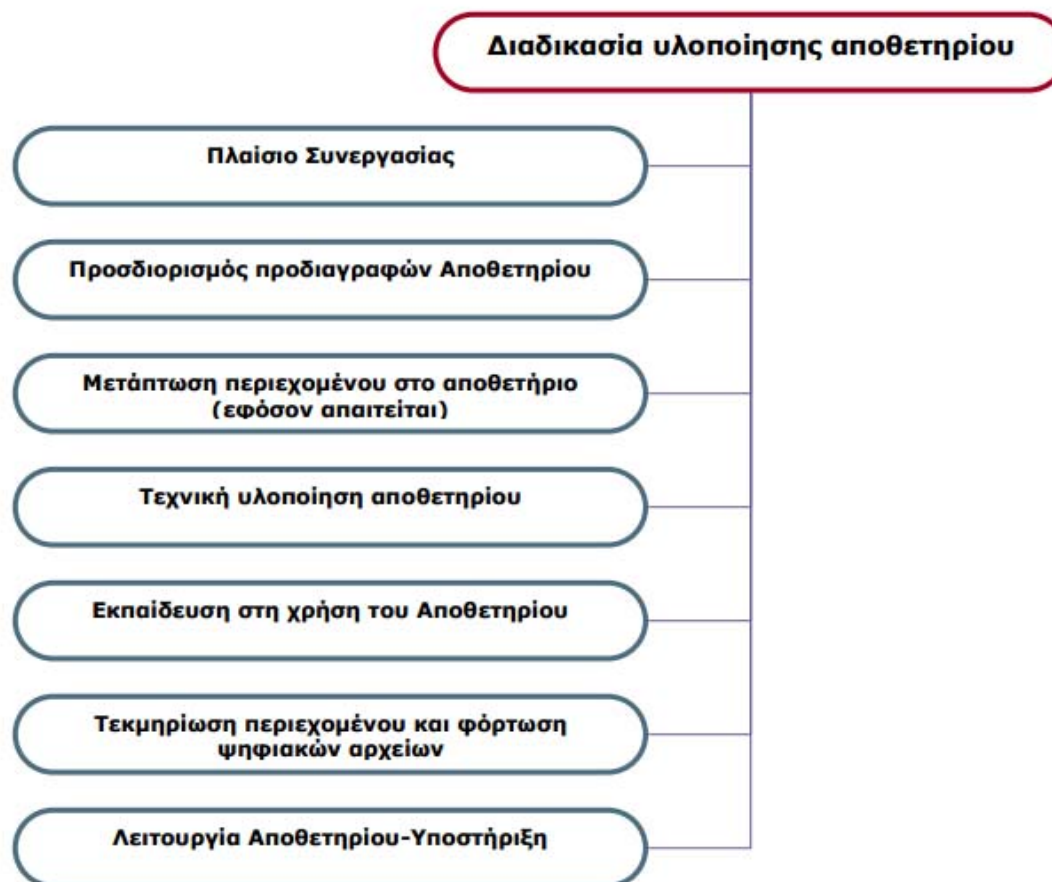 Διαδικασία υλοποίησης αποθετηρίου
Πλαίσιο Συνεργασίας
Προσδιορισμός προδιαγραφών Αποθετηρίου
Μετάπτωση περιεχομένου στο αποθετήριο
(εφόσον απαιτείται)
Τεχνική υλοποίηση αποθετηρίου
Εκπαίδευση στη χρήση του Αποθετηρίου
Τεκμηρίωση περιεχομένου και φόρτωση
ψηφιακών αρχείων
Λειτουργία Αποθετηρίου-Υποστήριξη